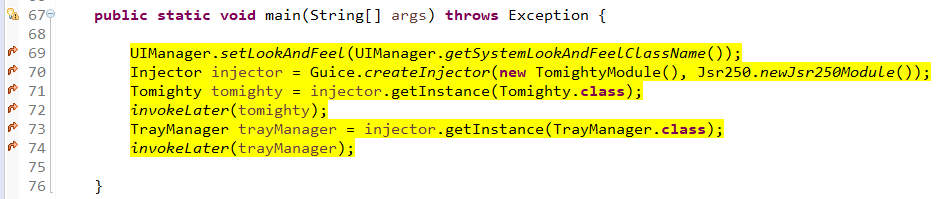 67 public static void main(String[] args) throws Exception {
68
69 UIManager.setLookAndFeel(UIManager.getSystemLookAndFeelClassName());
70 Injector injector = Guice.createInjector(new TomightyModule(), Jsr250.newJsr250Module());
71 Tomighty tomighty = injector.getInstance(Tomighty.class);
72 invokeLater(tomighty);
73 TrayManager trayManager = injector.getInstance(TrayManager.class);
74 invokeLater(trayManager);
75
76 }